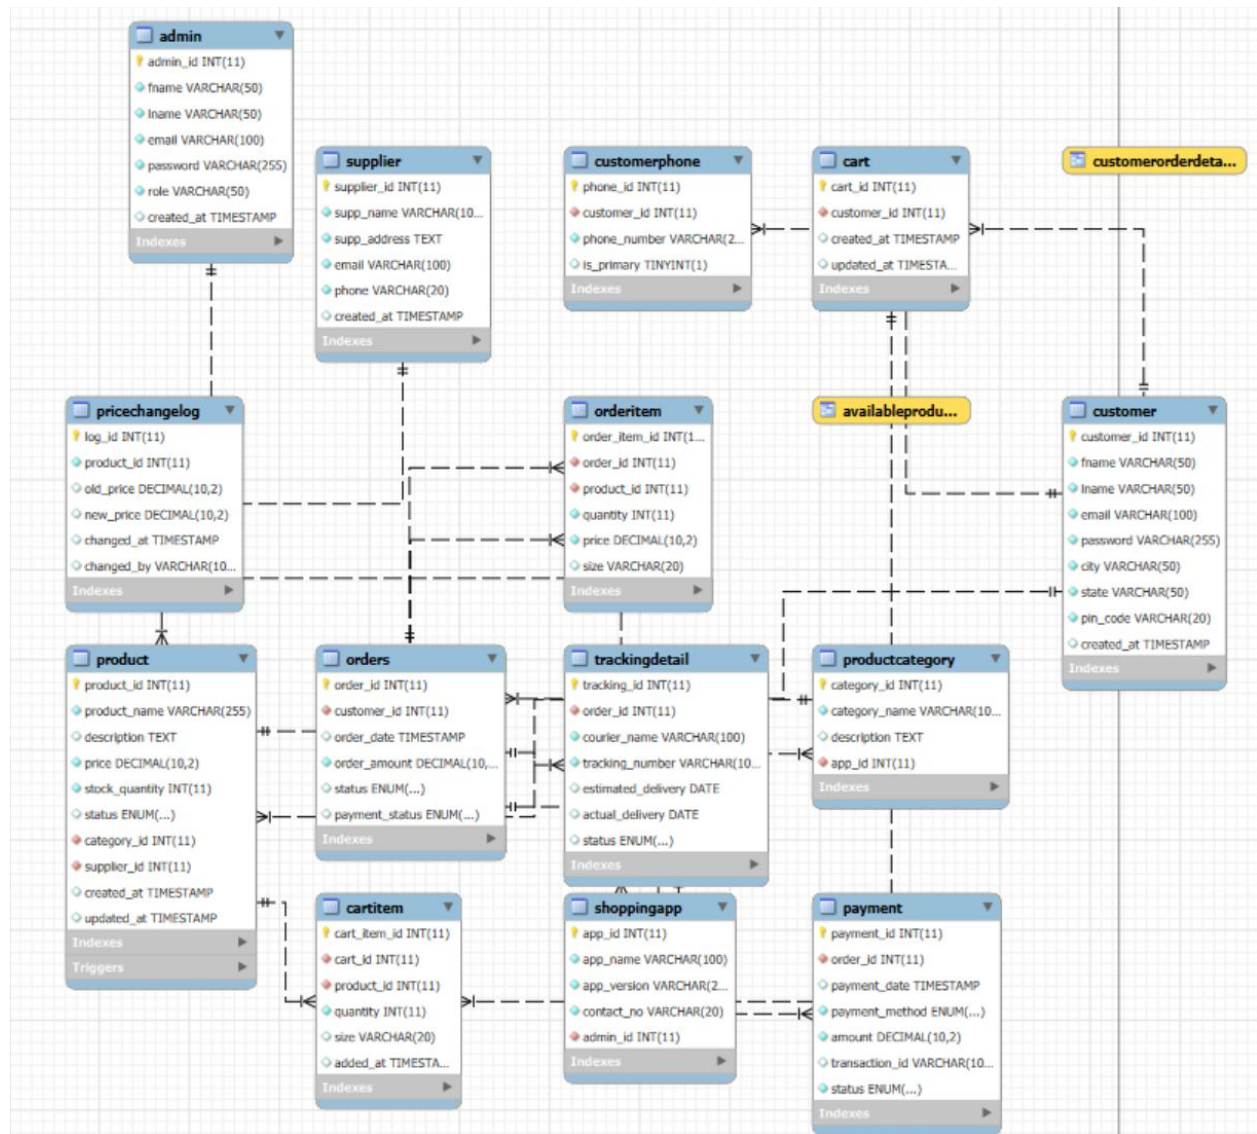 admin
admin_id INT(11)
fname VARCHAR(50)
lname VARCHAR(50)
email VARCHAR(100)
password VARCHAR(255)
role VARCHAR(50)
created_at TIMESTAMP
Indexes
supplier
supplier_id INT(11)
supp_name VARCHAR(10...
supp_address TEXT
email VARCHAR(100)
phone VARCHAR(20)
created_at TIMESTAMP
Indexes
customerphone
phone_id INT(11)
customer_id INT(11)
phone_number VARCHAR(2...
is_primary TINYINT(1)
Indexes
cart
cart_id INT(11)
customer_id INT(11)
created_at TIMESTAMP
updated_at TIMESTA...
Indexes
customerorderdeta...
pricechangelog
log_id INT(11)
product_id INT(11)
old_price DECIMAL(10,2)
new_price DECIMAL(10,2)
changed_at TIMESTAMP
changed_by VARCHAR(10...
Indexes
orderitem
order_item_id INT(1...
order_id INT(11)
product_id INT(11)
quantity INT(11)
price DECIMAL(10,2)
size VARCHAR(20)
Indexes
availableprodu...
customer
customer_id INT(11)
fname VARCHAR(50)
lname VARCHAR(50)
email VARCHAR(100)
password VARCHAR(255)
city VARCHAR(50)
state VARCHAR(50)
pin_code VARCHAR(20)
created_at TIMESTAMP
Indexes
product
product_id INT(11)
product_name VARCHAR(255)
description TEXT
price DECIMAL(10,2)
stock_quantity INT(11)
status ENUM(...)
category_id INT(11)
supplier_id INT(11)
created_at TIMESTAMP
updated_at TIMESTAMP
Indexes
Triggers
orders
order_id INT(11)
customer_id INT(11)
order_date TIMESTAMP
order_amount DECIMAL(10,...
status ENUM(...)
payment_status ENUM(...)
Indexes
trackingdetail
tracking_id INT(11)
order_id INT(11)
courier_name VARCHAR(100)
tracking_number VARCHAR(10...
estimated_delivery DATE
actual_delivery DATE
status ENUM(...)
Indexes
productcategory
category_id INT(11)
category_name VARCHAR(10...
description TEXT
app_id INT(11)
Indexes
cartitem
cart_item_id INT(11)
cart_id INT(11)
product_id INT(11)
quantity INT(11)
size VARCHAR(20)
added_at TIMESTA...
Indexes
shoppingapp
app_id INT(11)
app_name VARCHAR(100)
app_version VARCHAR(2...
contact_no VARCHAR(20)
admin_id INT(11)
Indexes
payment
payment_id INT(11)
order_id INT(11)
payment_date TIMESTAMP
payment_method ENUM(...)
amount DECIMAL(10,2)
transaction_id VARCHAR(10...
status ENUM(...)
Indexes